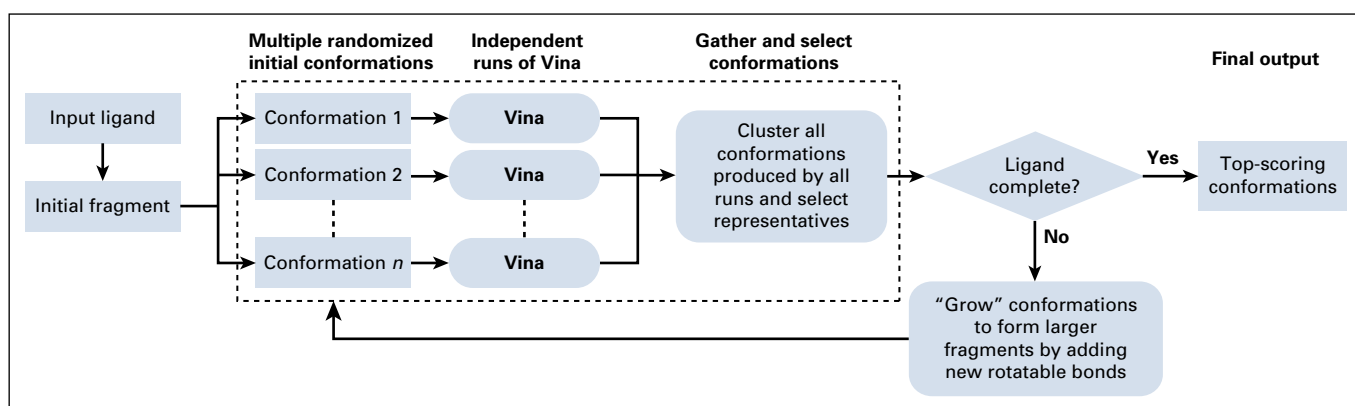 Multiple randomized
initial conformations
Independent
runs of Vina
Gather and select
conformations
Final output
Input ligand
Initial fragment
Conformation 1
Conformation 2
Conformation n
Vina
Vina
Vina
Cluster all
conformations
produced by all
runs and select
representatives
Ligand
complete?
Yes
Top-scoring
conformations
No
“Grow” conformations
to form larger
fragments by adding
new rotatable bonds